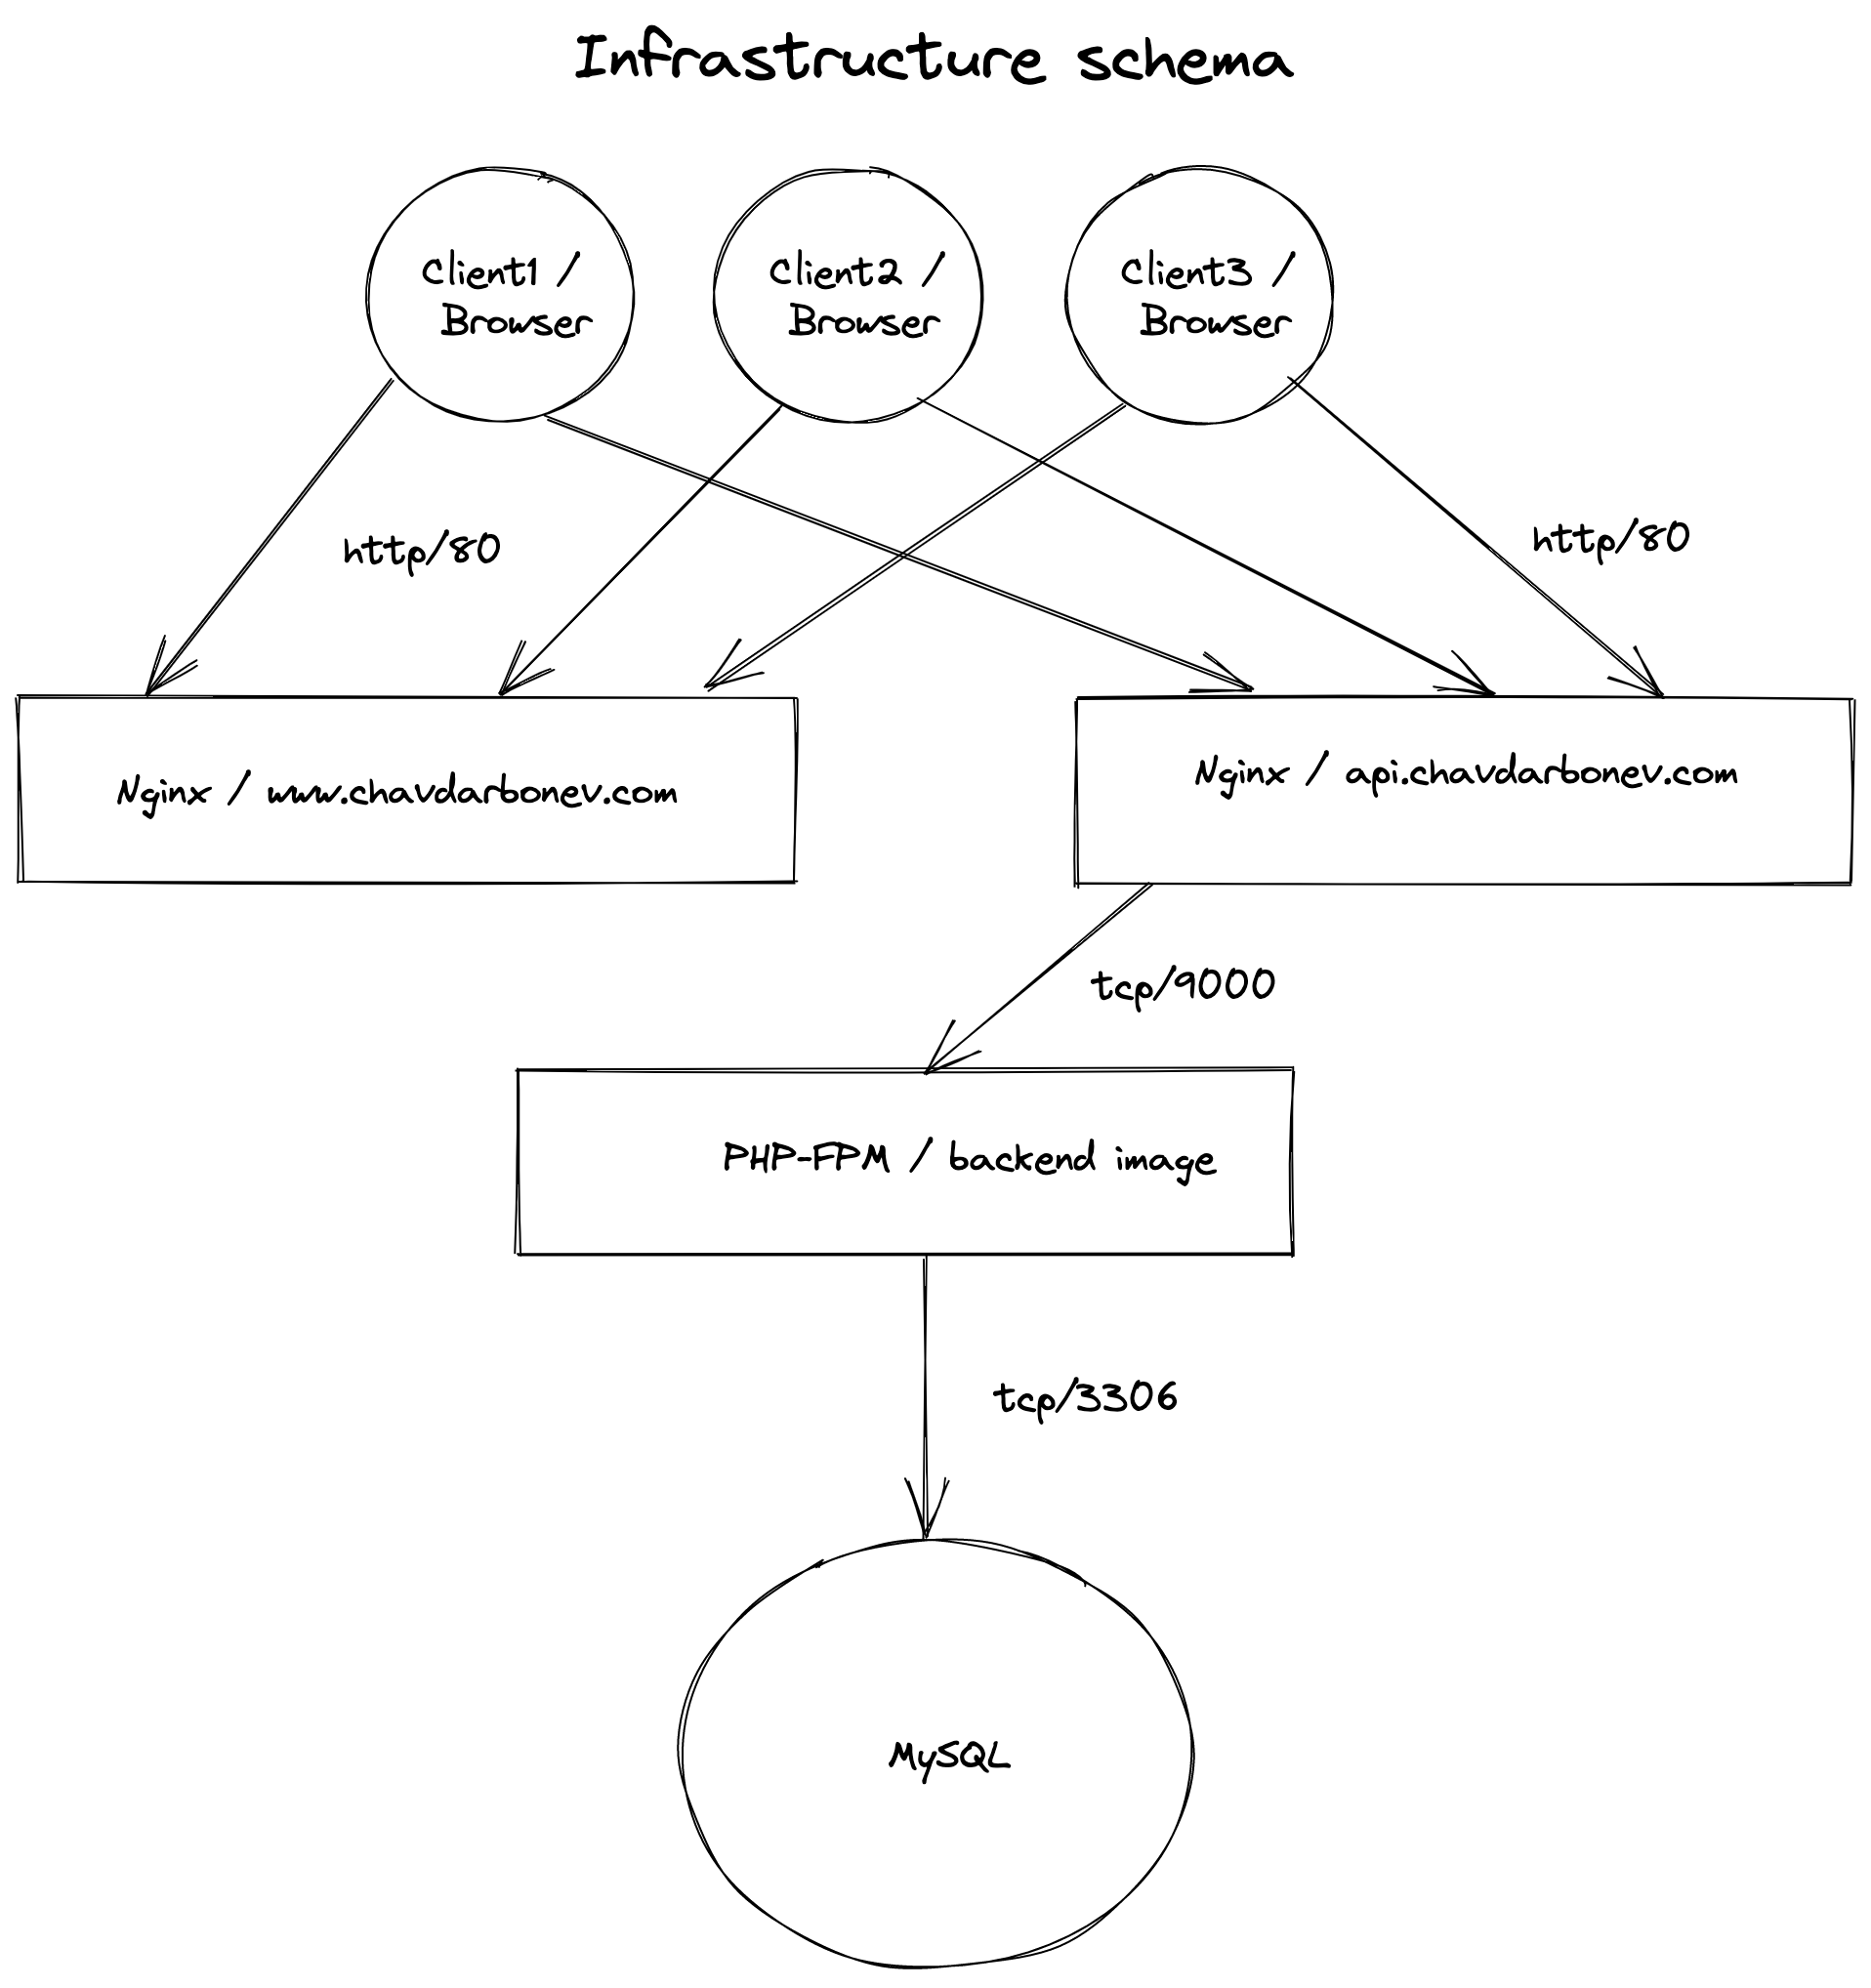 Infrastructure schema
Client1 /
Browser
Client2 /
Browser
Client3 /
Browser
http/80
http/80
Nginx / www.chavdarbonev.com
Nginx / api.chavdarbonev.com
tcp/9000
PHP-FPM / backend image
tcp/3306
MySQL